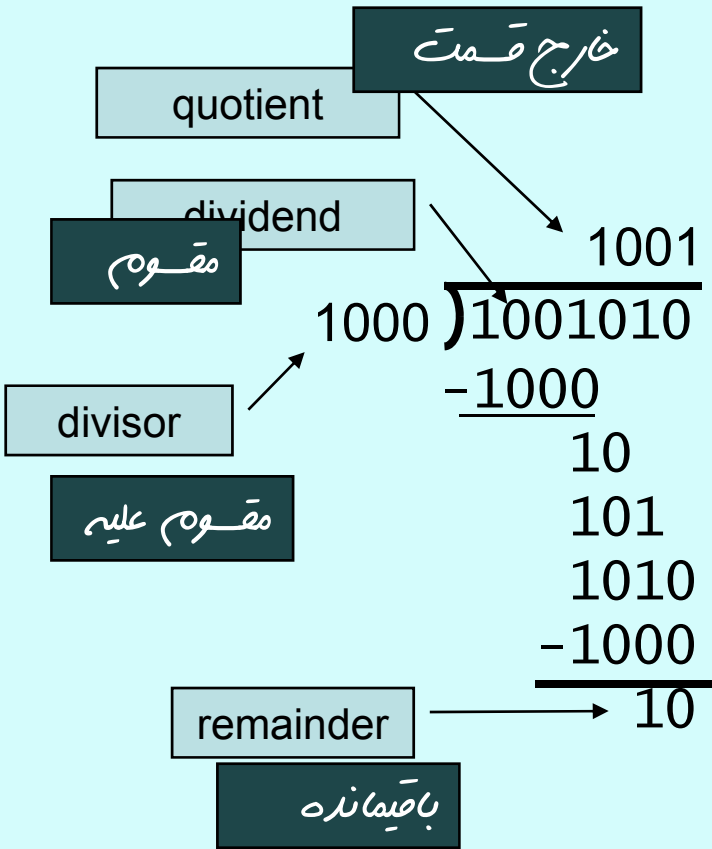 خارج قسمت
quotient
dividend
مقسوم
1001
1000 )1001010
-1000
divisor
10
مقسوم علیه
101
1010
-1000
remainder
10
باقیمانده